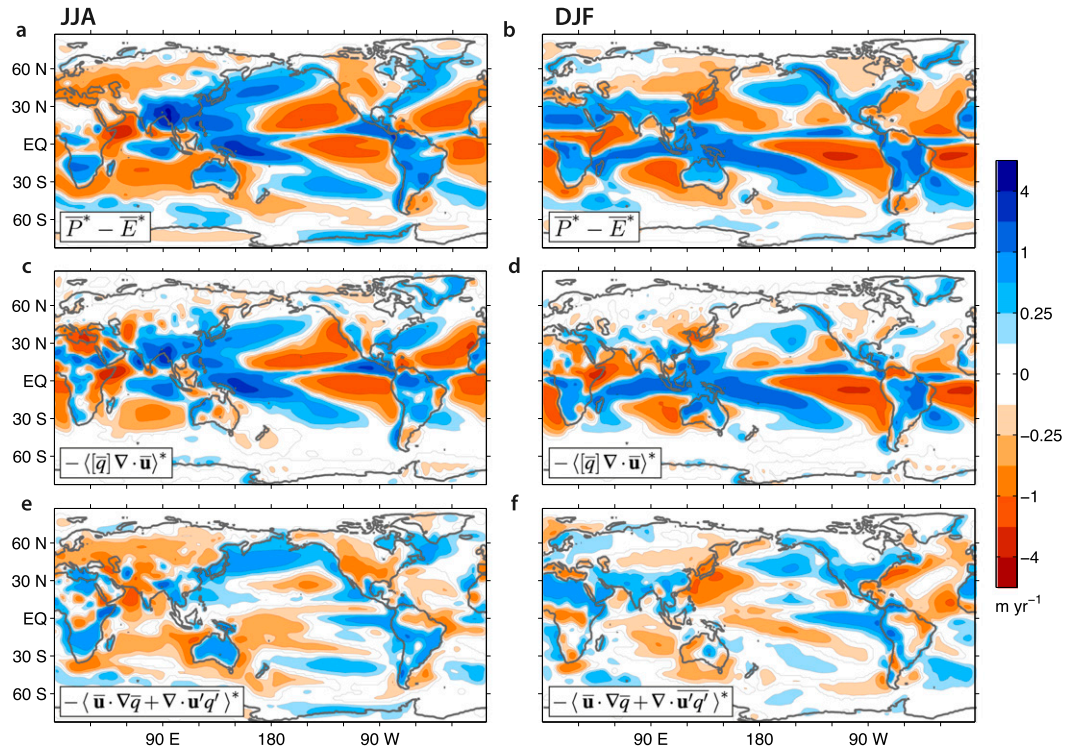 JJA
DJF
a
b
60 N
30 N
EQ
30 S
60 S
P̅* − E̅*
P̅* − E̅*
c
d
60 N
30 N
EQ
30 S
60 S
− ⟨[q̅] ∇ · u̅⟩*
− ⟨[q̅] ∇ · u̅⟩*
e
f
60 N
30 N
EQ
30 S
60 S
− ⟨ u̅ · ∇q̅ + ∇ · u̅′q̅′ ⟩*
− ⟨ u̅ · ∇q̅ + ∇ · u̅′q̅′ ⟩*
90 E
180
90 W
90 E
180
90 W
4
1
0.25
0
−0.25
−1
−4
m yr⁻¹